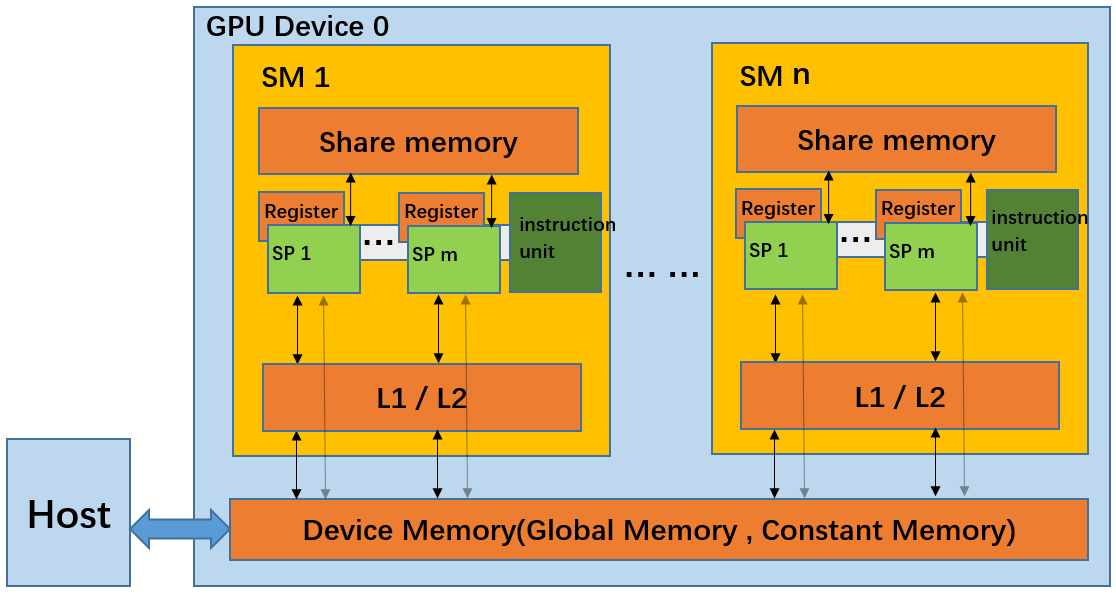 GPU Device 0
SM 1
Share memory
Register
SP 1
...
Register
SP m
instruction
unit
L1 / L2
... ...
SM n
Share memory
Register
SP 1
...
Register
SP m
instruction
unit
L1 / L2
Host
Device Memory(Global Memory , Constant Memory)